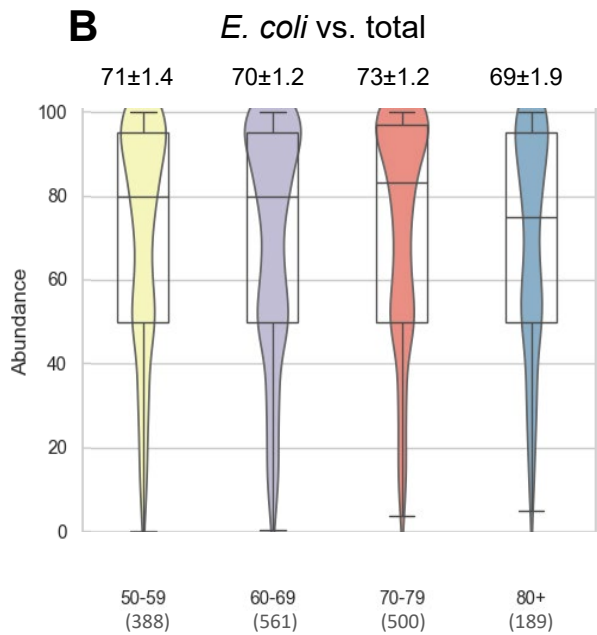 B E. coli vs. total
71±1.4 70±1.2 73±1.2 69±1.9
100
80
60
40
20
0
Abundance
50-59 60-69 70-79 80+
(388) (561) (500) (189)